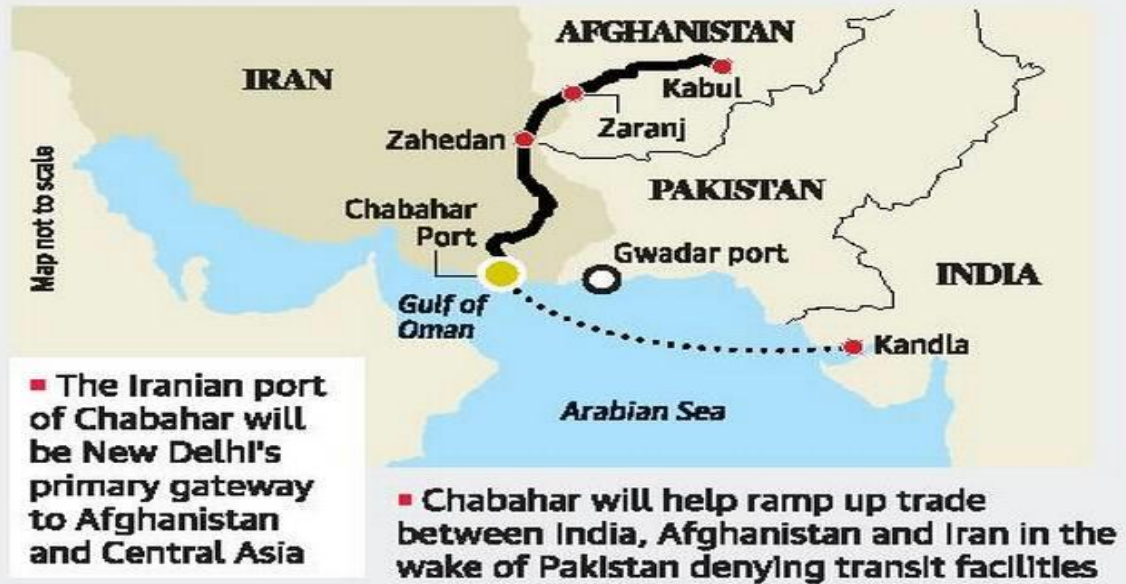 AFGHANISTAN
IRAN
Kabul
Zaranj
Zahedan
Map not to scale
PAKISTAN
Chabahar
Port
Gwadar port
INDIA
Gulf of
Oman
Kandla
Arabian Sea
▪ The Iranian port
of Chabahar will
be New Delhi's
primary gateway
to Afghanistan
and Central Asia
▪ Chabahar will help ramp up trade
between India, Afghanistan and Iran in the
wake of Pakistan denying transit facilities